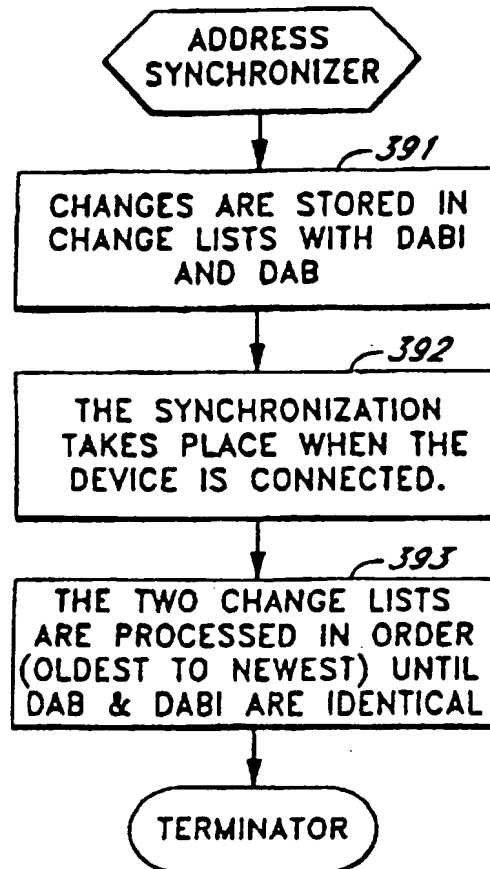 ADDRESS
SYNCHRONIZER
391
CHANGES ARE STORED IN
CHANGE LISTS WITH DABI
AND DAB
392
THE SYNCHRONIZATION
TAKES PLACE WHEN THE
DEVICE IS CONNECTED.
393
THE TWO CHANGE LISTS
ARE PROCESSED IN ORDER
(OLDEST TO NEWEST) UNTIL
DAB & DABI ARE IDENTICAL
TERMINATOR